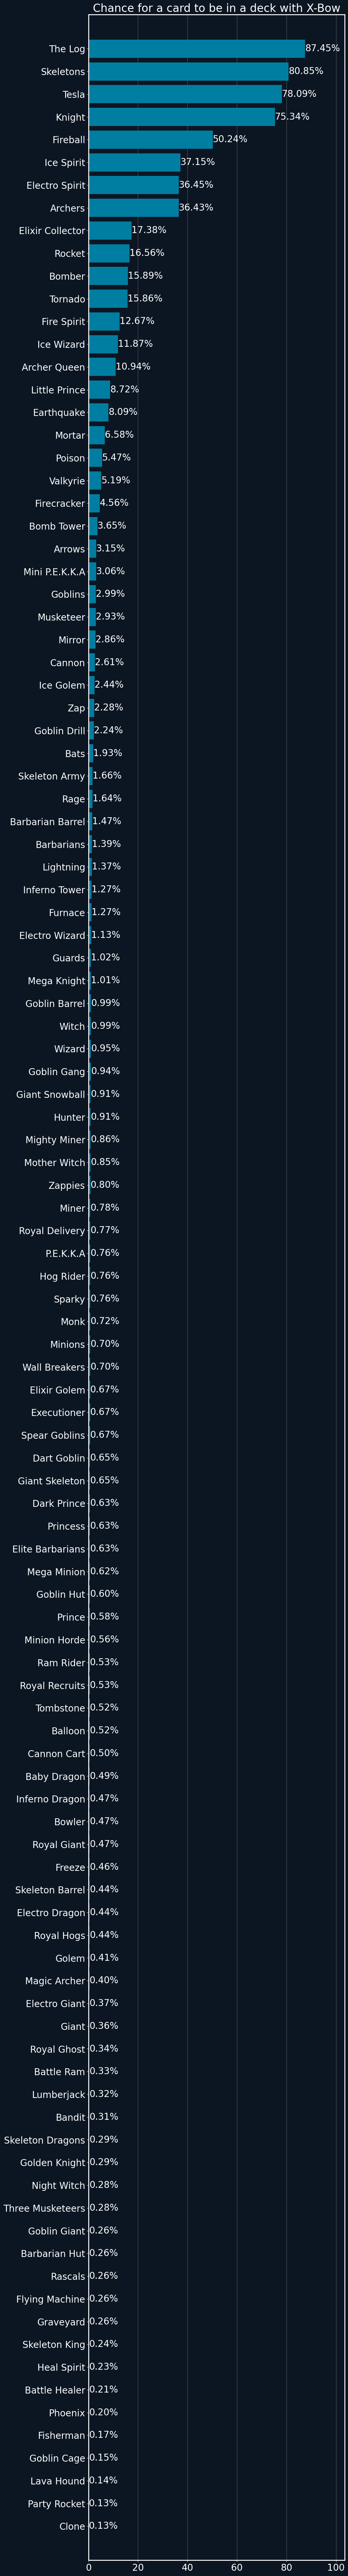 Chance for a card to be in a deck with X-Bow
The Log 87.45%
Skeletons 80.85%
Tesla 78.09%
Knight 75.34%
Fireball 50.24%
Ice Spirit 37.15%
Electro Spirit 36.45%
Archers 36.43%
Elixir Collector 17.38%
Rocket 16.56%
Bomber 15.89%
Tornado 15.86%
Fire Spirit 12.67%
Ice Wizard 11.87%
Archer Queen 10.94%
Little Prince 8.72%
Earthquake 8.09%
Mortar 6.58%
Poison 5.47%
Valkyrie 5.19%
Firecracker 4.56%
Bomb Tower 3.65%
Arrows 3.15%
Mini P.E.K.K.A 3.06%
Goblins 2.99%
Musketeer 2.93%
Mirror 2.86%
Cannon 2.61%
Ice Golem 2.44%
Zap 2.28%
Goblin Drill 2.24%
Bats 1.93%
Skeleton Army 1.66%
Rage 1.64%
Barbarian Barrel 1.47%
Barbarians 1.39%
Lightning 1.37%
Inferno Tower 1.27%
Furnace 1.27%
Electro Wizard 1.13%
Guards 1.02%
Mega Knight 1.01%
Goblin Barrel 0.99%
Witch 0.99%
Wizard 0.95%
Goblin Gang 0.94%
Giant Snowball 0.91%
Hunter 0.91%
Mighty Miner 0.86%
Mother Witch 0.85%
Zappies 0.80%
Miner 0.78%
Royal Delivery 0.77%
P.E.K.K.A 0.76%
Hog Rider 0.76%
Sparky 0.76%
Monk 0.72%
Minions 0.70%
Wall Breakers 0.70%
Elixir Golem 0.67%
Executioner 0.67%
Spear Goblins 0.67%
Dart Goblin 0.65%
Giant Skeleton 0.65%
Dark Prince 0.63%
Princess 0.63%
Elite Barbarians 0.63%
Mega Minion 0.62%
Goblin Hut 0.60%
Prince 0.58%
Minion Horde 0.56%
Ram Rider 0.53%
Royal Recruits 0.53%
Tombstone 0.52%
Balloon 0.52%
Cannon Cart 0.50%
Baby Dragon 0.49%
Inferno Dragon 0.47%
Bowler 0.47%
Royal Giant 0.47%
Freeze 0.46%
Skeleton Barrel 0.44%
Electro Dragon 0.44%
Royal Hogs 0.44%
Golem 0.41%
Magic Archer 0.40%
Electro Giant 0.37%
Giant 0.36%
Royal Ghost 0.34%
Battle Ram 0.33%
Lumberjack 0.32%
Bandit 0.31%
Skeleton Dragons 0.29%
Golden Knight 0.29%
Night Witch 0.28%
Three Musketeers 0.28%
Goblin Giant 0.26%
Barbarian Hut 0.26%
Rascals 0.26%
Flying Machine 0.26%
Graveyard 0.26%
Skeleton King 0.24%
Heal Spirit 0.23%
Battle Healer 0.21%
Phoenix 0.20%
Fisherman 0.17%
Goblin Cage 0.15%
Lava Hound 0.14%
Party Rocket 0.13%
Clone 0.13%
0 20 40 60 80 100